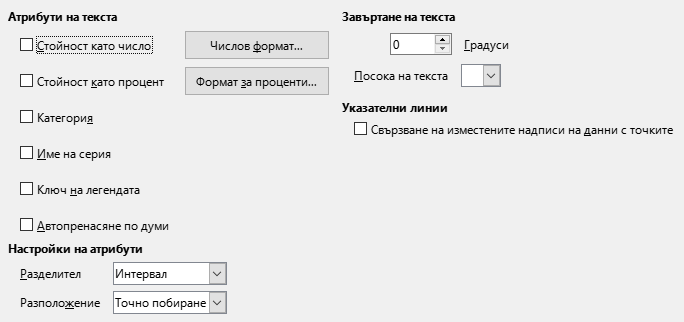 Атрибути на текста
Стойност като число
Числов формат...
Стойност като процент
Формат за проценти...
Категория
Име на серия
Ключ на легендата
Автопренасяне по думи
Настройки на атрибути
Разделител
Интервал
Разположение
Точно побиране
Завъртане на текста
0
Градуси
Посока на текста
Указателни линии
Свързване на изместените надписи на данни с точките